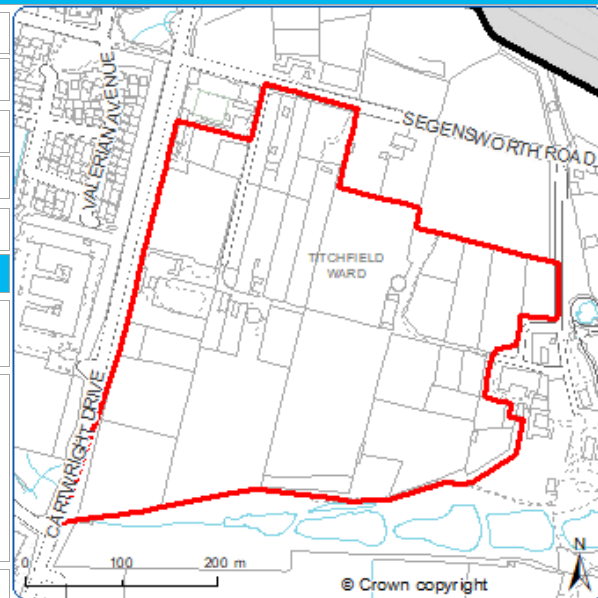 VALERIAN AVENUE
SEGENSWORTH ROAD
TITCHFIELD
WARD
CARTWRIGHT DRIVE
0 100 200 m
N
© Crown copyright